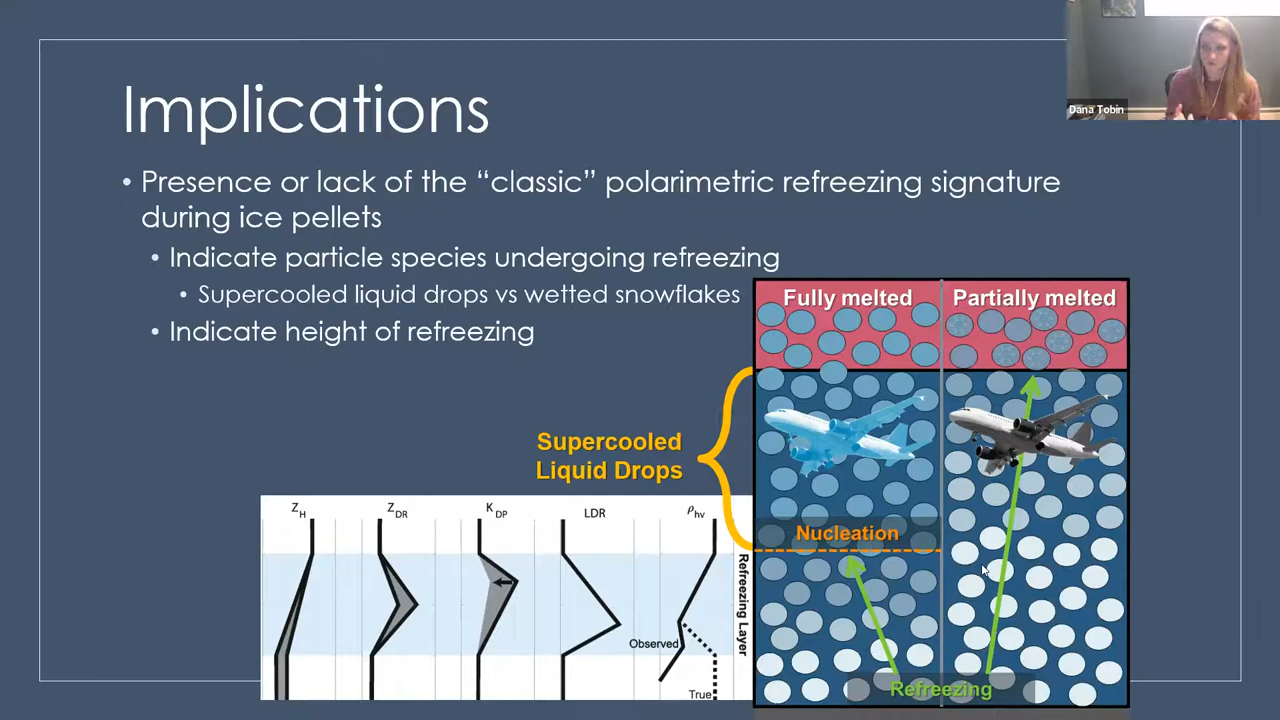 Dana Tobin
Implications
• Presence or lack of the “classic” polarimetric refreezing signature
during ice pellets
• Indicate particle species undergoing refreezing
• Supercooled liquid drops vs wetted snowflakes
• Indicate height of refreezing
Fully melted
Partially melted
Supercooled
Liquid Drops
Nucleation
Refreezing
Z_H
Z_DR
K_DP
LDR
ρ_hv
Refreezing Layer
Observed
True